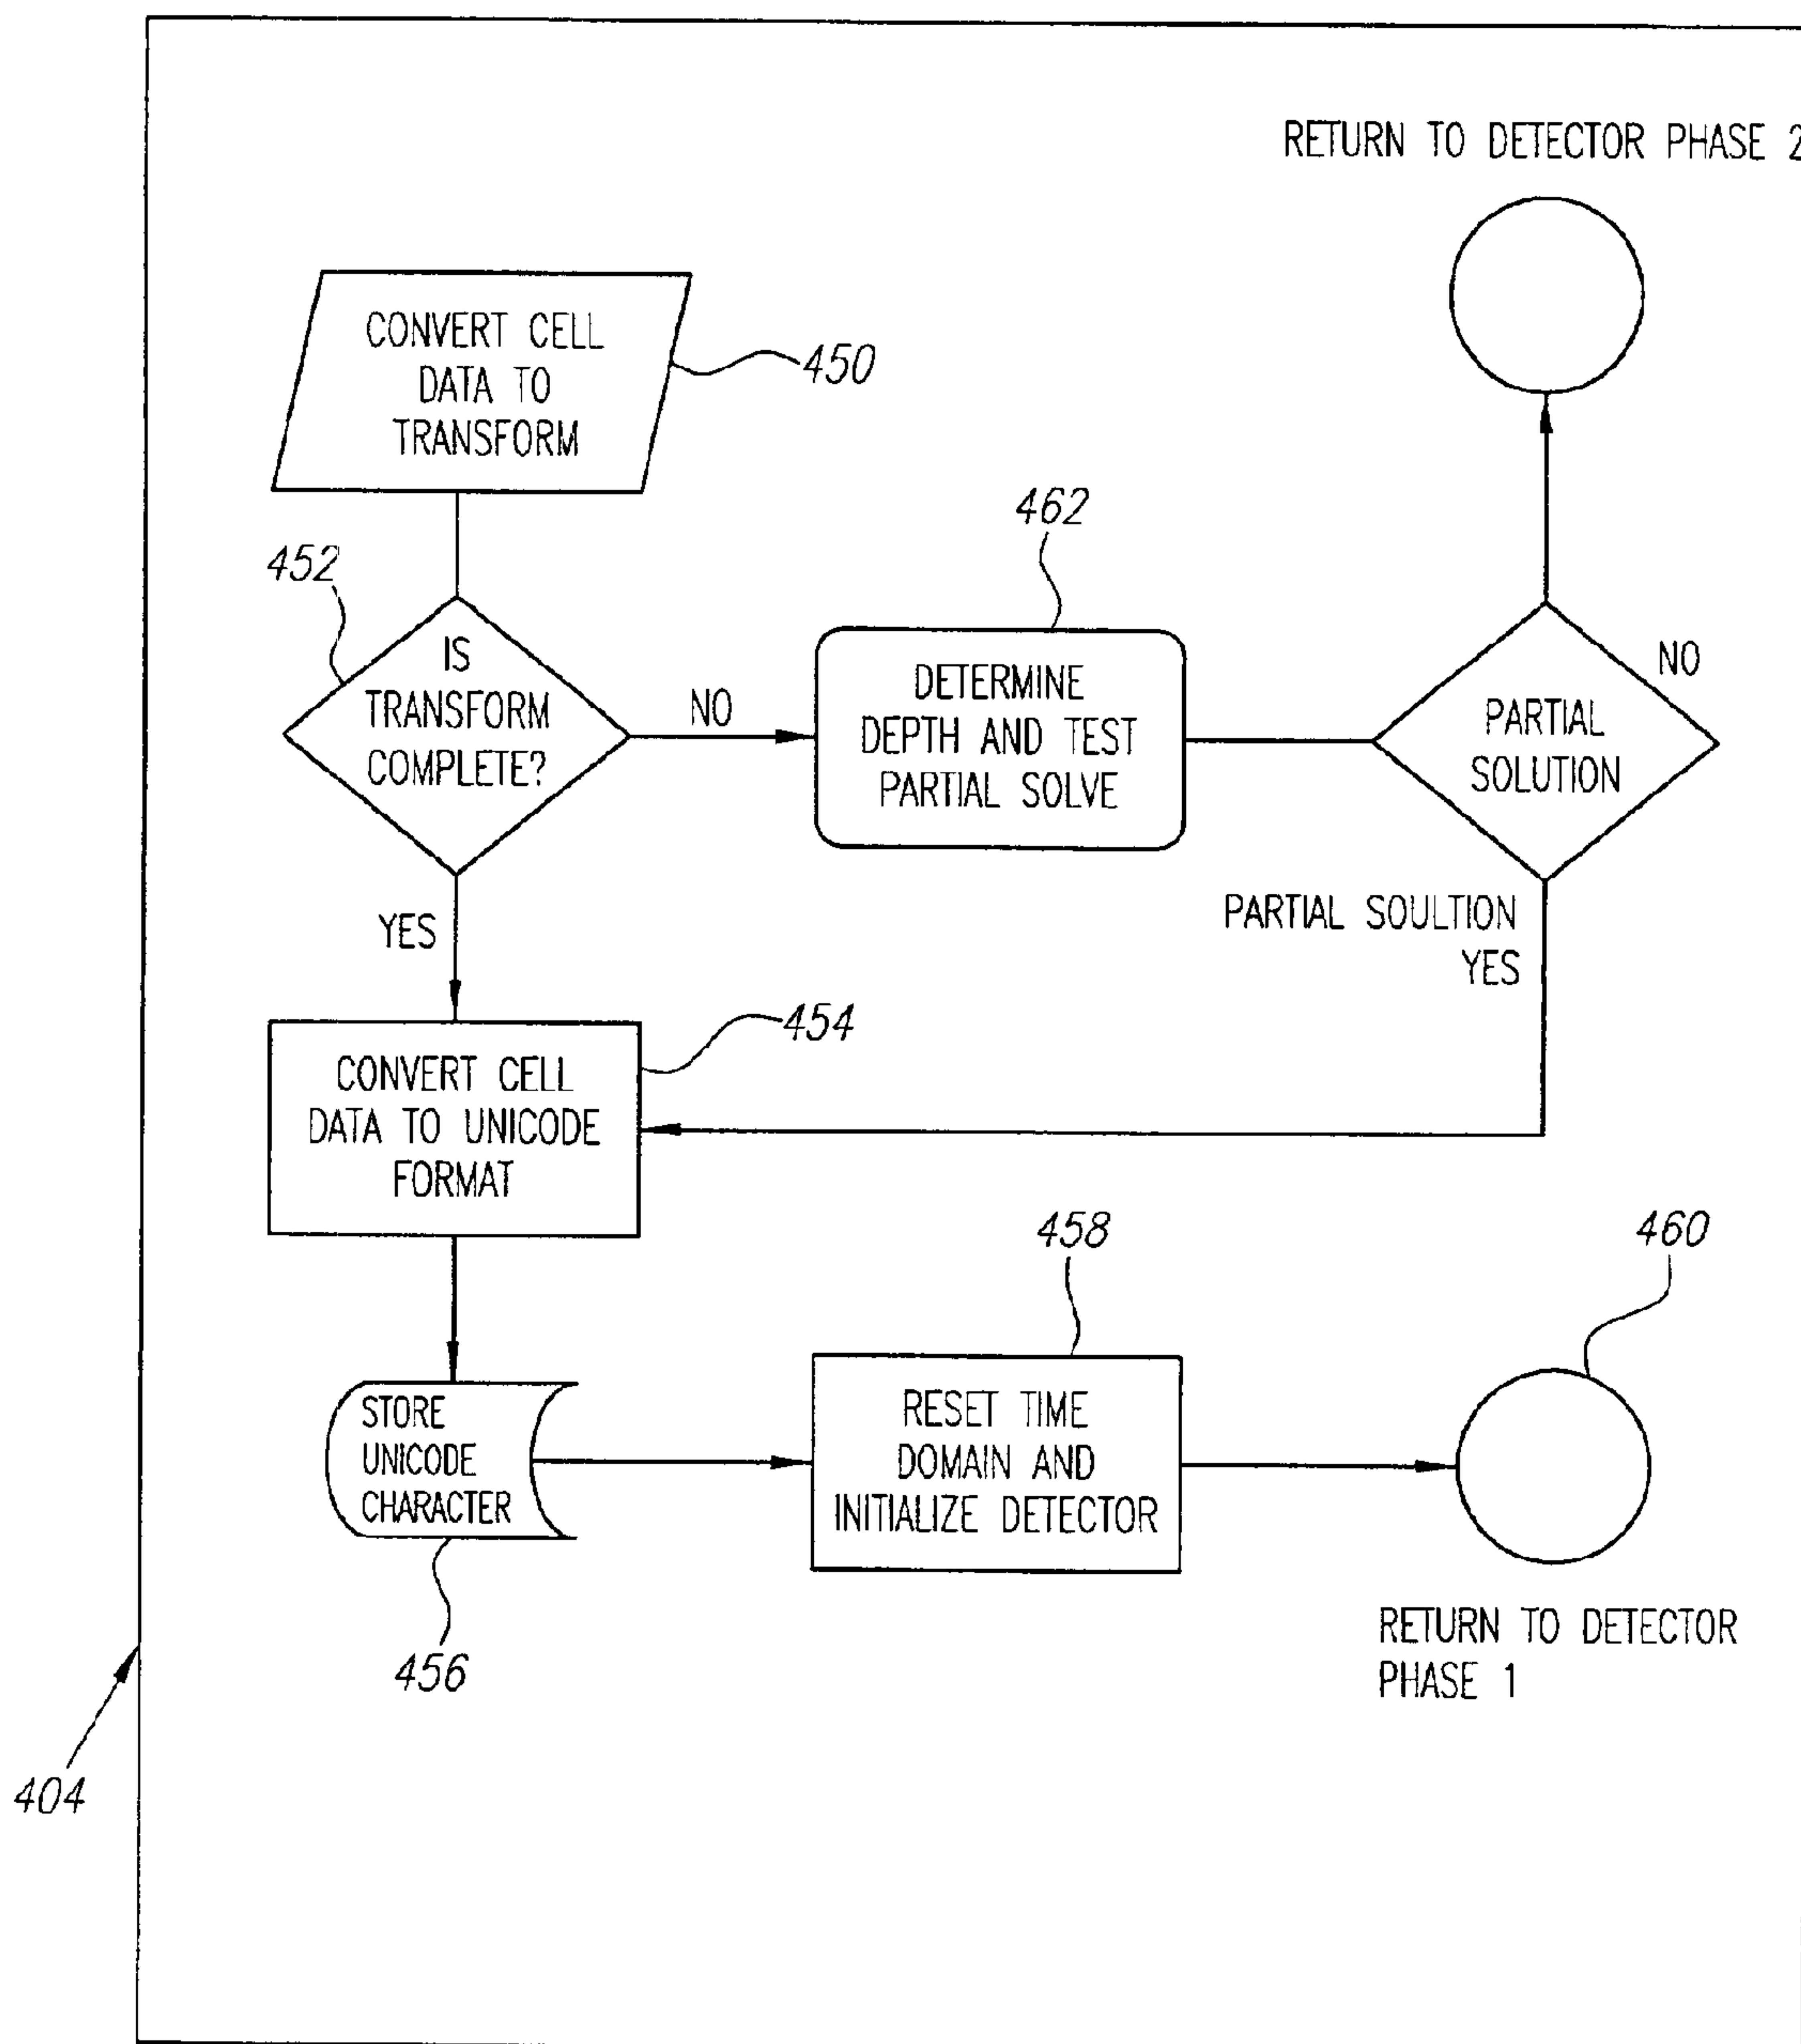 RETURN TO DETECTOR PHASE 2
CONVERT CELL
DATA TO
TRANSFORM
450
462
452
IS
TRANSFORM
COMPLETE?
NO
DETERMINE
DEPTH AND TEST
PARTIAL SOLVE
NO
PARTIAL
SOLUTION
YES
PARTIAL SOULTION
YES
454
CONVERT CELL
DATA TO UNICODE
FORMAT
458
460
STORE
UNICODE
CHARACTER
RESET TIME
DOMAIN AND
INITIALIZE DETECTOR
456
RETURN TO DETECTOR
PHASE 1
404